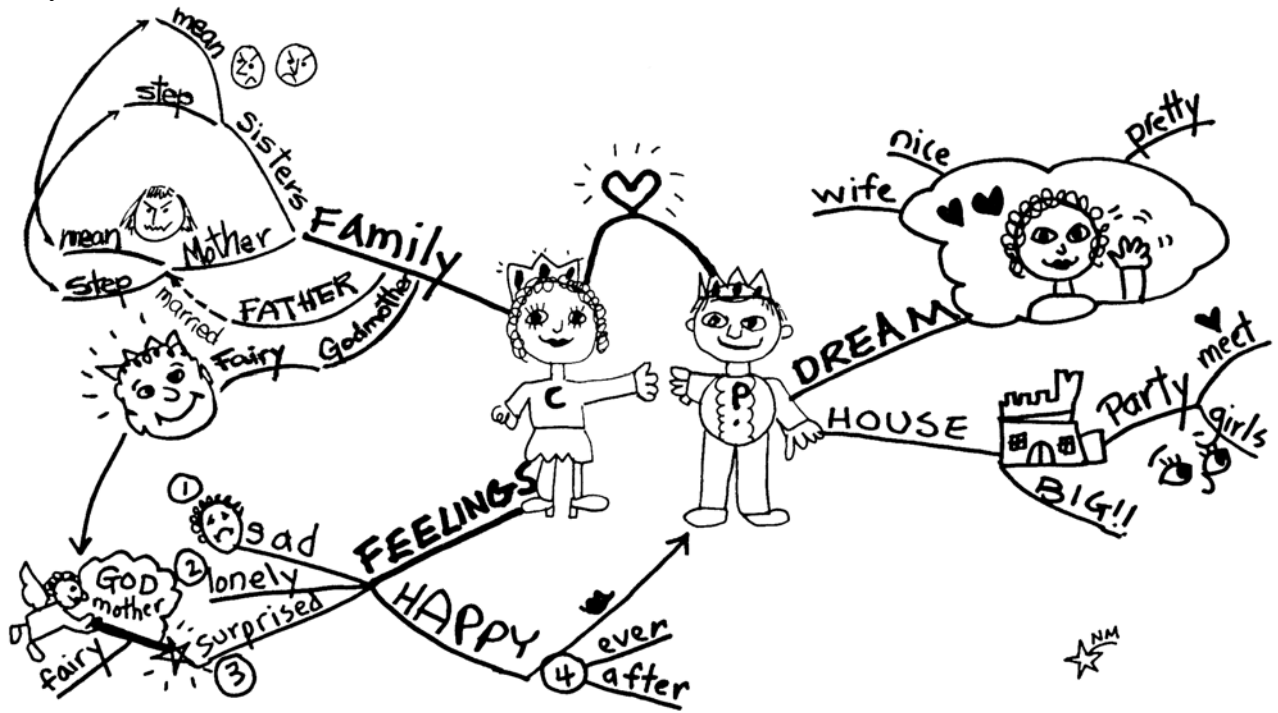 mean
step
Sisters
mean
step
Mother
married
FATHER
Fairy
Godmother
FAmily
C
P
nice
pretty
wife
DREAM
HOUSE
Party
meet
girls
BIG!!
FEELINGS
1
sad
2
lonely
surprised
3
GOD
mother
fairy
HAPPY
4
ever
after
NM